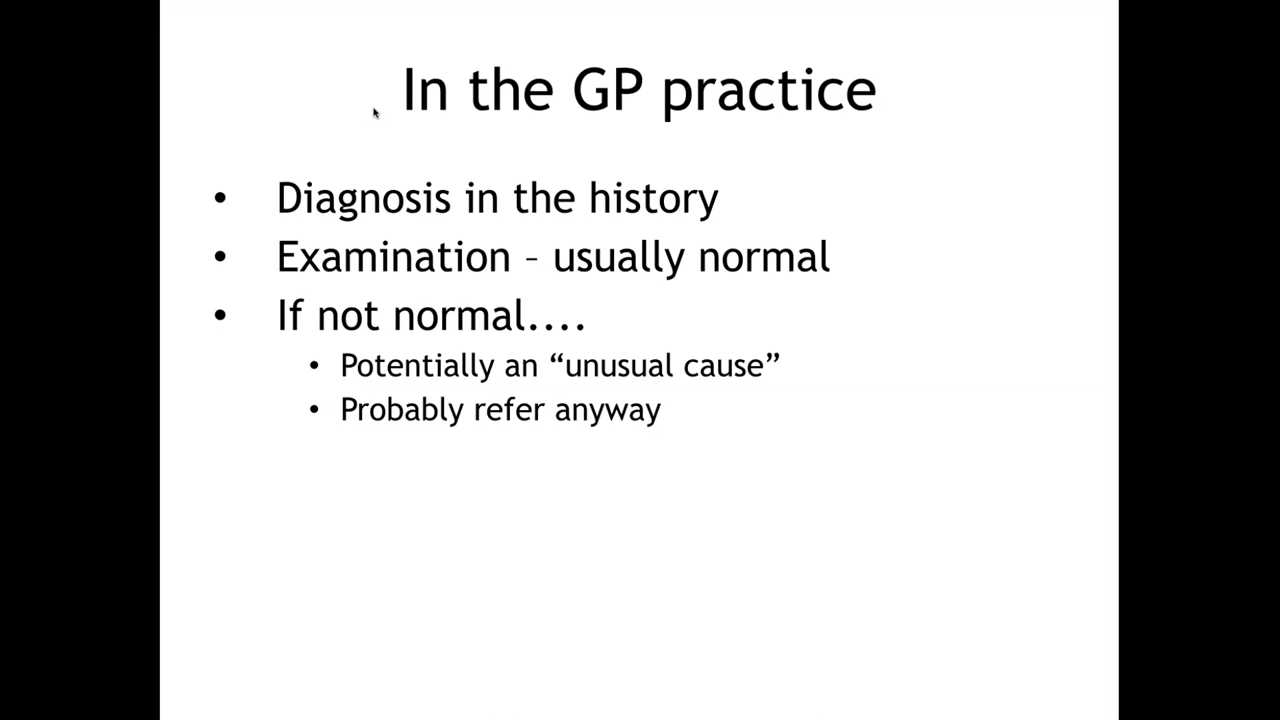 In the GP practice
• Diagnosis in the history
• Examination – usually normal
• If not normal....
• Potentially an “unusual cause”
• Probably refer anyway